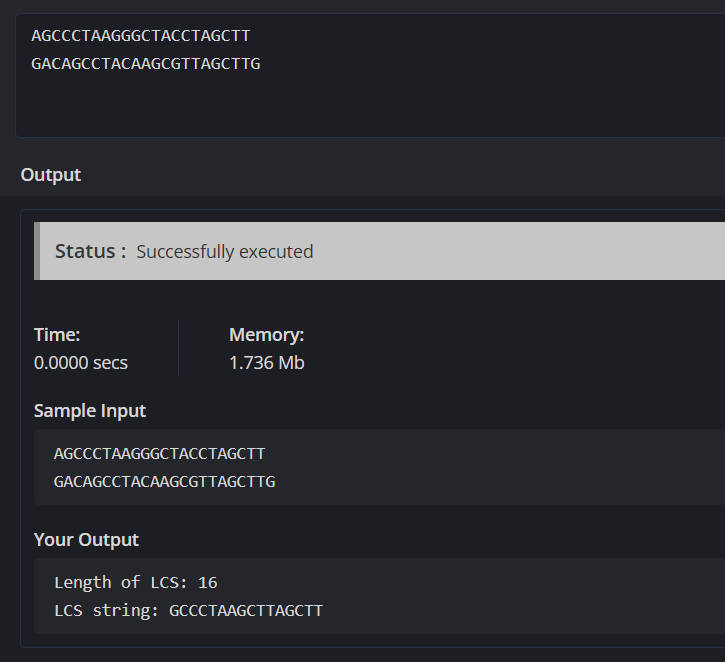 AGCCCTAAGGGCTACCTAGCTT
GACAGCCTACAAGCGTTAGCTTG
Output
Status : Successfully executed
Time:
0.0000 secs
Memory:
1.736 Mb
Sample Input
AGCCCTAAGGGCTACCTAGCTT
GACAGCCTACAAGCGTTAGCTTG
Your Output
Length of LCS: 16
LCS string: GCCCTAAGCTTAGCTT